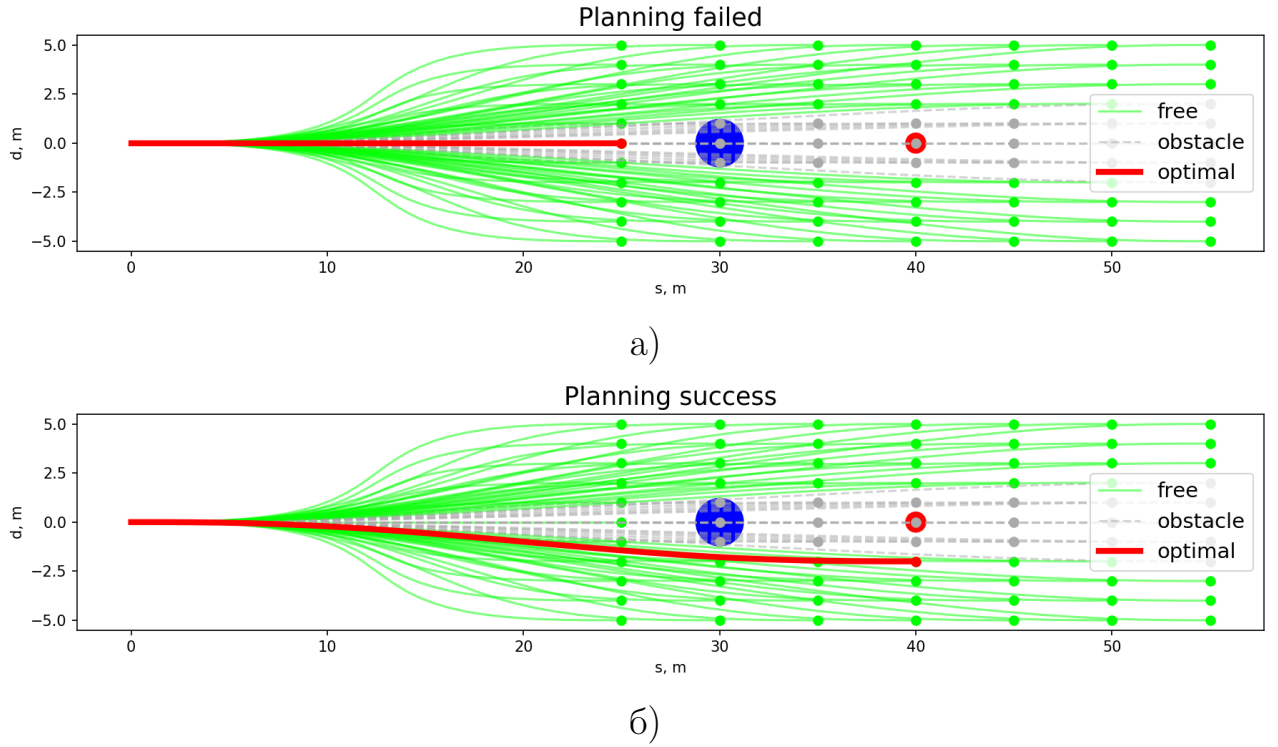 Planning failed
5.0
2.5
0.0
−2.5
−5.0
d, m
free
obstacle
optimal
0 10 20 30 40 50
s, m
а)
Planning success
5.0
2.5
0.0
−2.5
−5.0
d, m
free
obstacle
optimal
0 10 20 30 40 50
s, m
б)